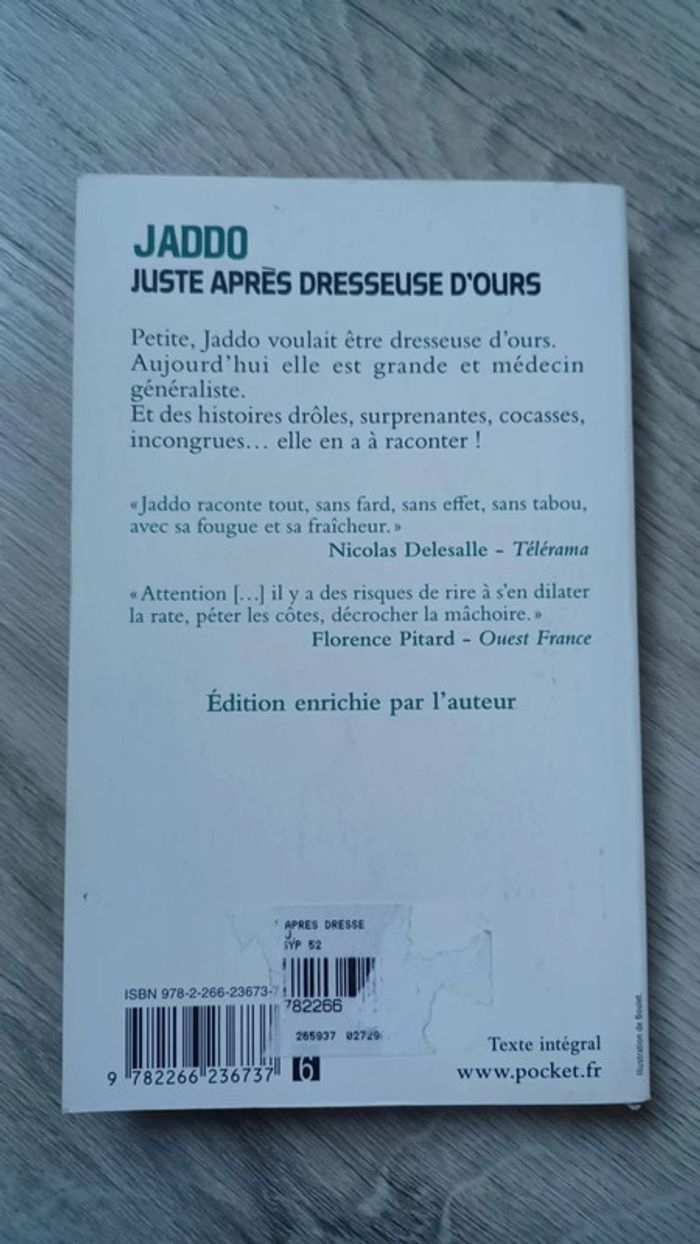 JADDO
JUSTE APRÈS DRESSEUSE D'OURS
Petite, Jaddo voulait être dresseuse d'ours.
Aujourd'hui elle est grande et médecin
généraliste.
Et des histoires drôles, surprenantes, cocasses,
incongrues... elle en a à raconter !
«Jaddo raconte tout, sans fard, sans effet, sans tabou,
avec sa fougue et sa fraîcheur.»
Nicolas Delesalle – Télérama
«Attention [...] il y a des risques de rire à s'en dilater
la rate, péter les côtes, décrocher la mâchoire.»
Florence Pitard – Ouest France
Édition enrichie par l'auteur
APRES DRESSE
J.
52
ISBN 978-2-266-23673-7
782266
265937 02729
9 782266 236737
6
Texte intégral
www.pocket.fr
Illustration de Boulet.